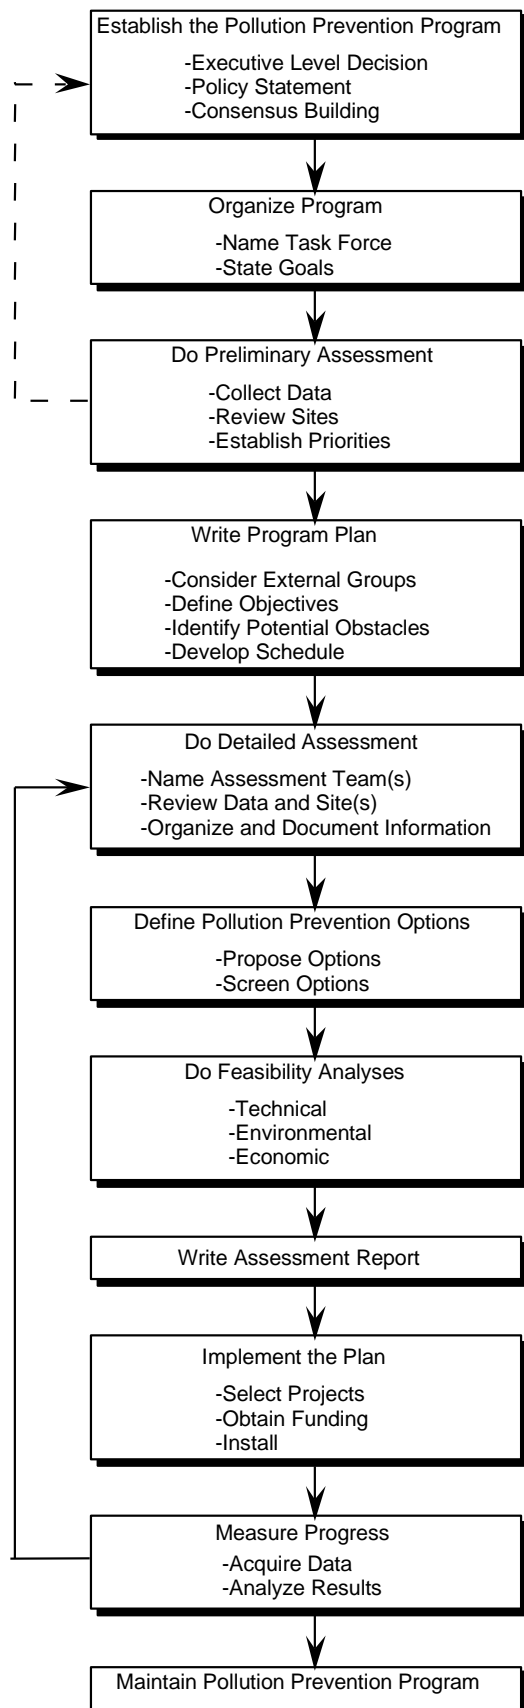 Establish the Pollution Prevention Program
-Executive Level Decision
-Policy Statement
-Consensus Building
Organize Program
-Name Task Force
-State Goals
Do Preliminary Assessment
-Collect Data
-Review Sites
-Establish Priorities
Write Program Plan
-Consider External Groups
-Define Objectives
-Identify Potential Obstacles
-Develop Schedule
Do Detailed Assessment
-Name Assessment Team(s)
-Review Data and Site(s)
-Organize and Document Information
Define Pollution Prevention Options
-Propose Options
-Screen Options
Do Feasibility Analyses
-Technical
-Environmental
-Economic
Write Assessment Report
Implement the Plan
-Select Projects
-Obtain Funding
-Install
Measure Progress
-Acquire Data
-Analyze Results
Maintain Pollution Prevention Program